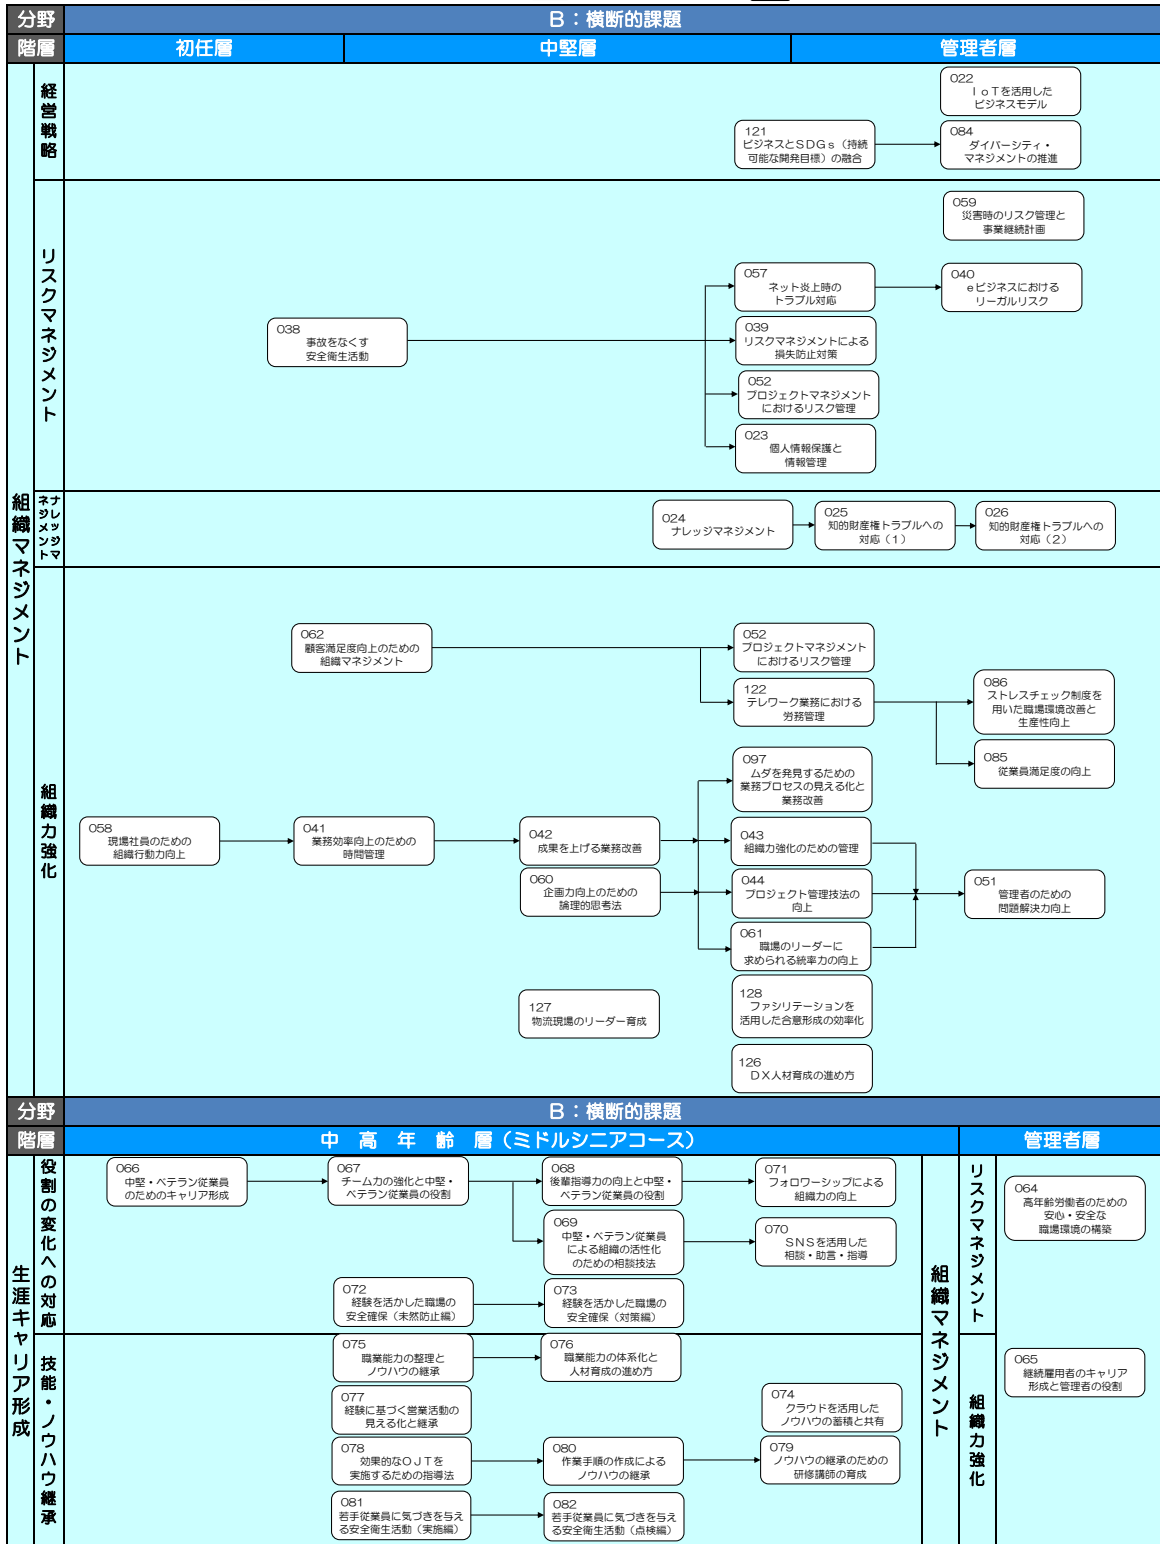 分野
B：横断的課題
階層
初任層
中堅層
管理者層
組織マネジメント
経営戦略
022
ＩｏＴを活用した
ビジネスモデル
121
ビジネスとＳＤＧｓ（持続
可能な開発目標）の融合
084
ダイバーシティ・
マネジメントの推進
リスクマネジメント
059
災害時のリスク管理と
事業継続計画
057
ネット炎上時の
トラブル対応
040
ｅビジネスにおける
リーガルリスク
038
事故をなくす
安全衛生活動
039
リスクマネジメントによる
損失防止対策
052
プロジェクトマネジメント
におけるリスク管理
023
個人情報保護と
情報管理
ナレッジマ
ネジメント
024
ナレッジマネジメント
025
知的財産権トラブルへの
対応（１）
026
知的財産権トラブルへの
対応（２）
組織力強化
062
顧客満足度向上のための
組織マネジメント
052
プロジェクトマネジメント
におけるリスク管理
122
テレワーク業務における
労務管理
086
ストレスチェック制度を
用いた職場環境改善と
生産性向上
085
従業員満足度の向上
097
ムダを発見するための
業務プロセスの見える化と
業務改善
058
現場社員のための
組織行動力向上
041
業務効率向上のための
時間管理
042
成果を上げる業務改善
043
組織力強化のための管理
060
企画力向上のための
論理的思考法
044
プロジェクト管理技法の
向上
051
管理者のための
問題解決力向上
061
職場のリーダーに
求められる統率力の向上
127
物流現場のリーダー育成
128
ファシリテーションを
活用した合意形成の効率化
126
ＤＸ人材育成の進め方
分野
B：横断的課題
階層
中　高　年　齢　層（ミドルシニアコース）
管理者層
生涯キャリア形成
役割の変化への対応
066
中堅・ベテラン従業員
のためのキャリア形成
067
チーム力の強化と中堅・
ベテラン従業員の役割
068
後輩指導力の向上と中堅・
ベテラン従業員の役割
071
フォロワーシップによる
組織力の向上
069
中堅・ベテラン従業員
による組織の活性化
のための相談技法
070
ＳＮＳを活用した
相談・助言・指導
072
経験を活かした職場の
安全確保（未然防止編）
073
経験を活かした職場の
安全確保（対策編）
技能・ノウハウ継承
075
職業能力の整理と
ノウハウの継承
076
職業能力の体系化と
人材育成の進め方
077
経験に基づく営業活動の
見える化と継承
074
クラウドを活用した
ノウハウの蓄積と共有
078
効果的なＯＪＴを
実施するための指導法
080
作業手順の作成による
ノウハウの継承
079
ノウハウの継承のための
研修講師の育成
081
若手従業員に気づきを与え
る安全衛生活動（実施編）
082
若手従業員に気づきを与え
る安全衛生活動（点検編）
組織マネジメント
リスクマネジメント
064
高年齢労働者のための
安心・安全な
職場環境の構築
組織力強化
065
継続雇用者のキャリア
形成と管理者の役割